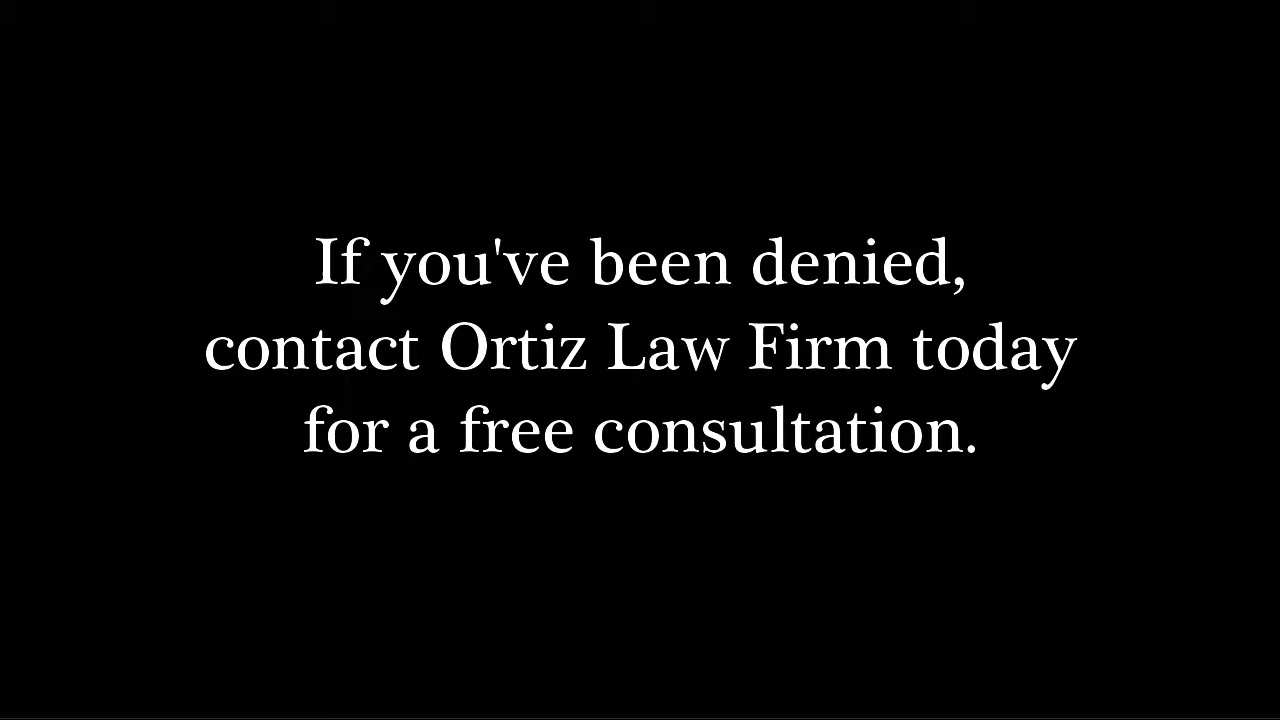 If you've been denied,
contact Ortiz Law Firm today
for a free consultation.